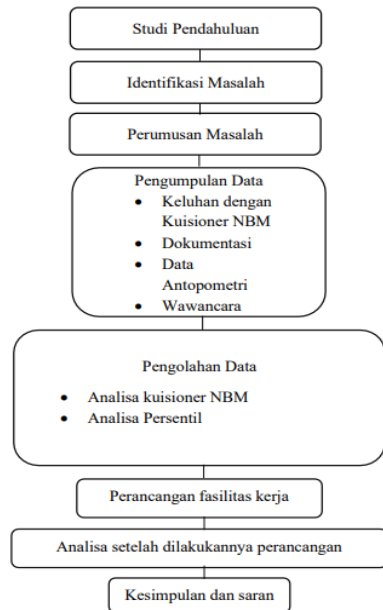 Studi Pendahuluan
Identifikasi Masalah
Perumusan Masalah
Pengumpulan Data
• Keluhan dengan
Kuisioner NBM
• Dokumentasi
• Data
Antopometri
• Wawancara
Pengolahan Data
• Analisa kuisioner NBM
• Analisa Persentil
Perancangan fasilitas kerja
Analisa setelah dilakukannya perancangan
Kesimpulan dan saran